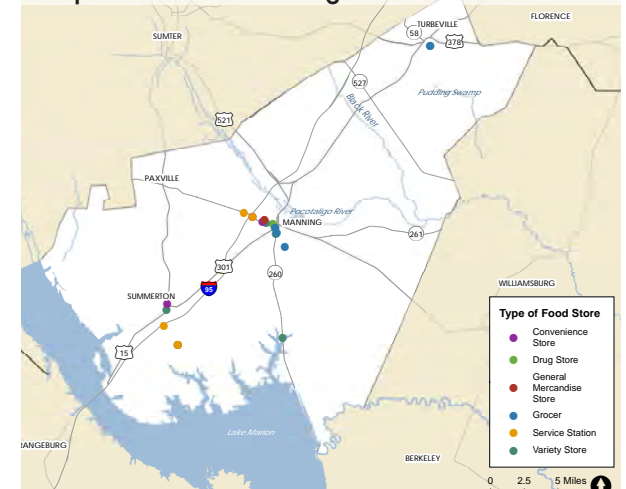 FLORENCE
TURBEVILLE
58
378
SUMTER
527
Black River
Pudding Swamp
521
PAXVILLE
Pocotaligo River
MANNING
261
301
260
95
WILLIAMSBURG
SUMMERTON
15
Type of Food Store
Convenience
Store
Drug Store
General
Mercandise
Store
Grocer
Service Station
Variety Store
Lake Marion
RANGEBURG
BERKELEY
0 2.5 5 Miles